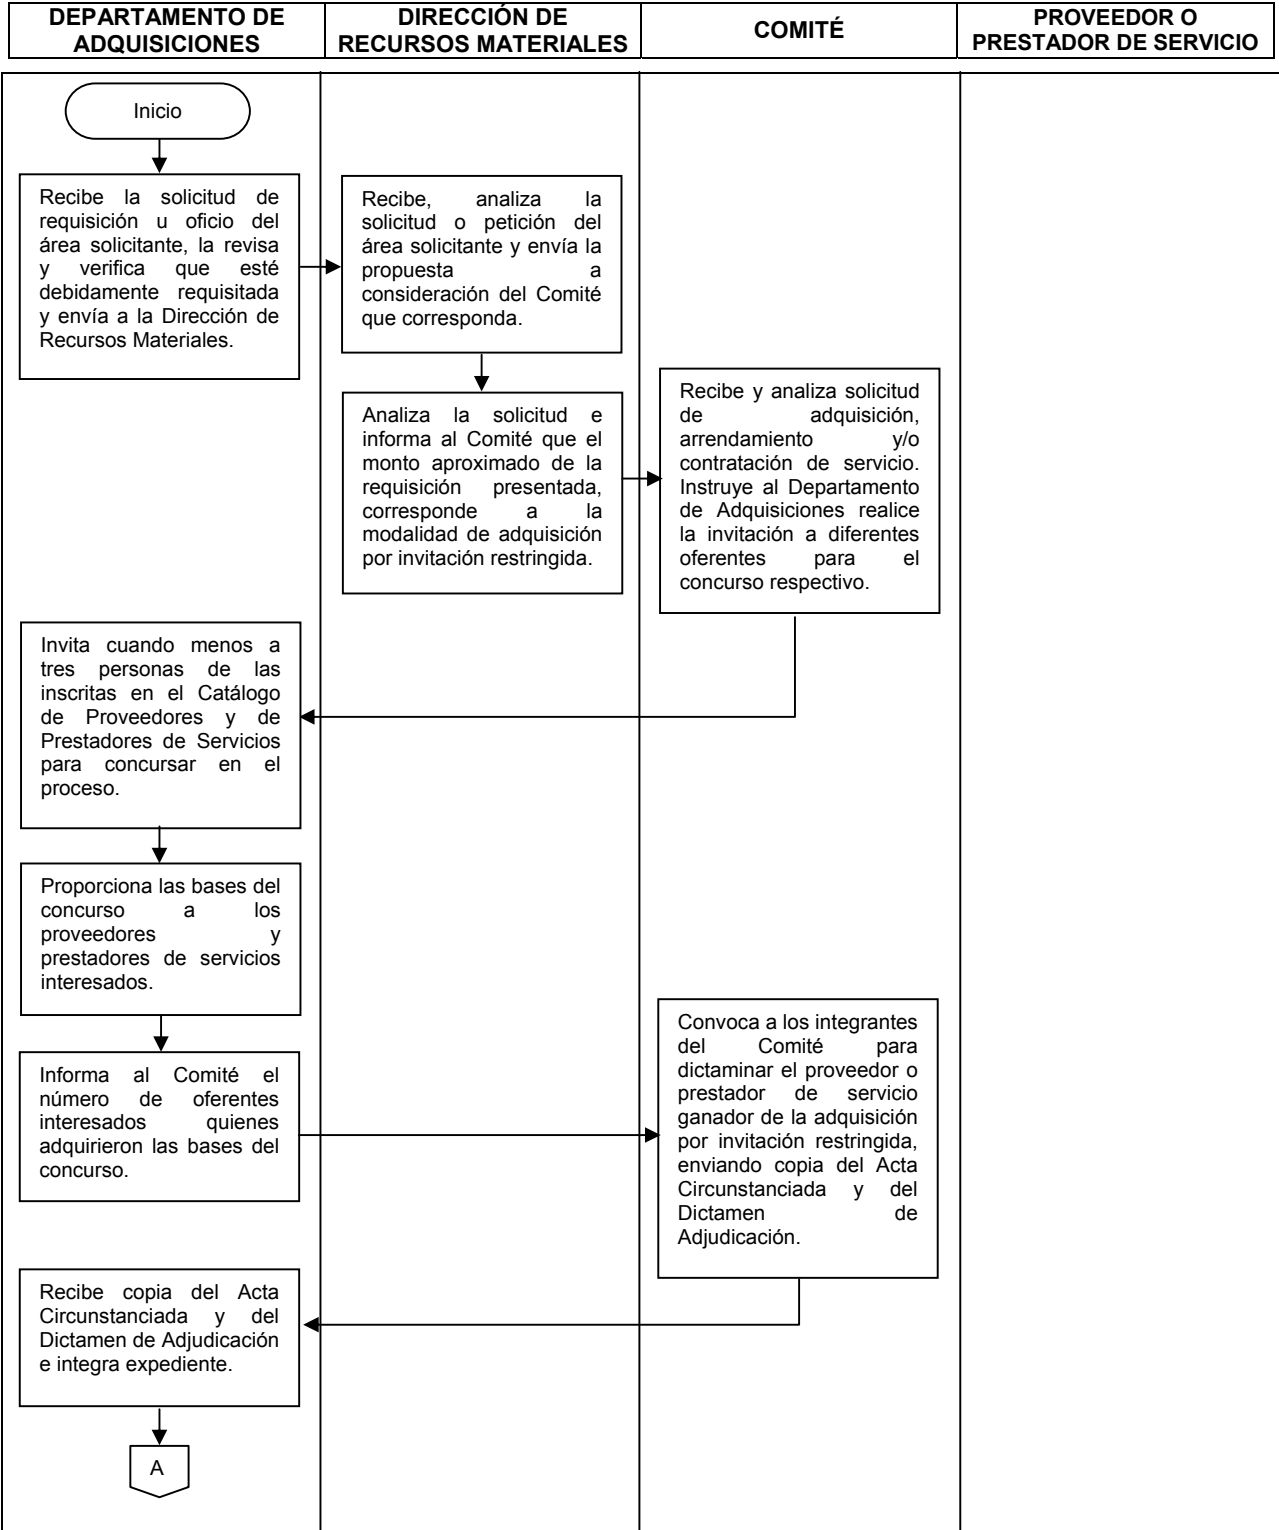 DEPARTAMENTO DE
ADQUISICIONES
DIRECCIÓN DE
RECURSOS MATERIALES
COMITÉ
PROVEEDOR O
PRESTADOR DE SERVICIO
Inicio
Recibe la solicitud de
requisición u oficio del
área solicitante, la revisa
y verifica que esté
debidamente requisitada
y envía a la Dirección de
Recursos Materiales.
Recibe, analiza la
solicitud o petición del
área solicitante y envía la
propuesta a
consideración del Comité
que corresponda.
Analiza la solicitud e
informa al Comité que el
monto aproximado de la
requisición presentada,
corresponde a la
modalidad de adquisición
por invitación restringida.
Recibe y analiza solicitud
de adquisición,
arrendamiento y/o
contratación de servicio.
Instruye al Departamento
de Adquisiciones realice
la invitación a diferentes
oferentes para el
concurso respectivo.
Invita cuando menos a
tres personas de las
inscritas en el Catálogo
de Proveedores y de
Prestadores de Servicios
para concursar en el
proceso.
Proporciona las bases del
concurso a los
proveedores y
prestadores de servicios
interesados.
Informa al Comité el
número de oferentes
interesados quienes
adquirieron las bases del
concurso.
Convoca a los integrantes
del Comité para
dictaminar el proveedor o
prestador de servicio
ganador de la adquisición
por invitación restringida,
enviando copia del Acta
Circunstanciada y del
Dictamen de
Adjudicación.
Recibe copia del Acta
Circunstanciada y del
Dictamen de Adjudicación
e integra expediente.
A